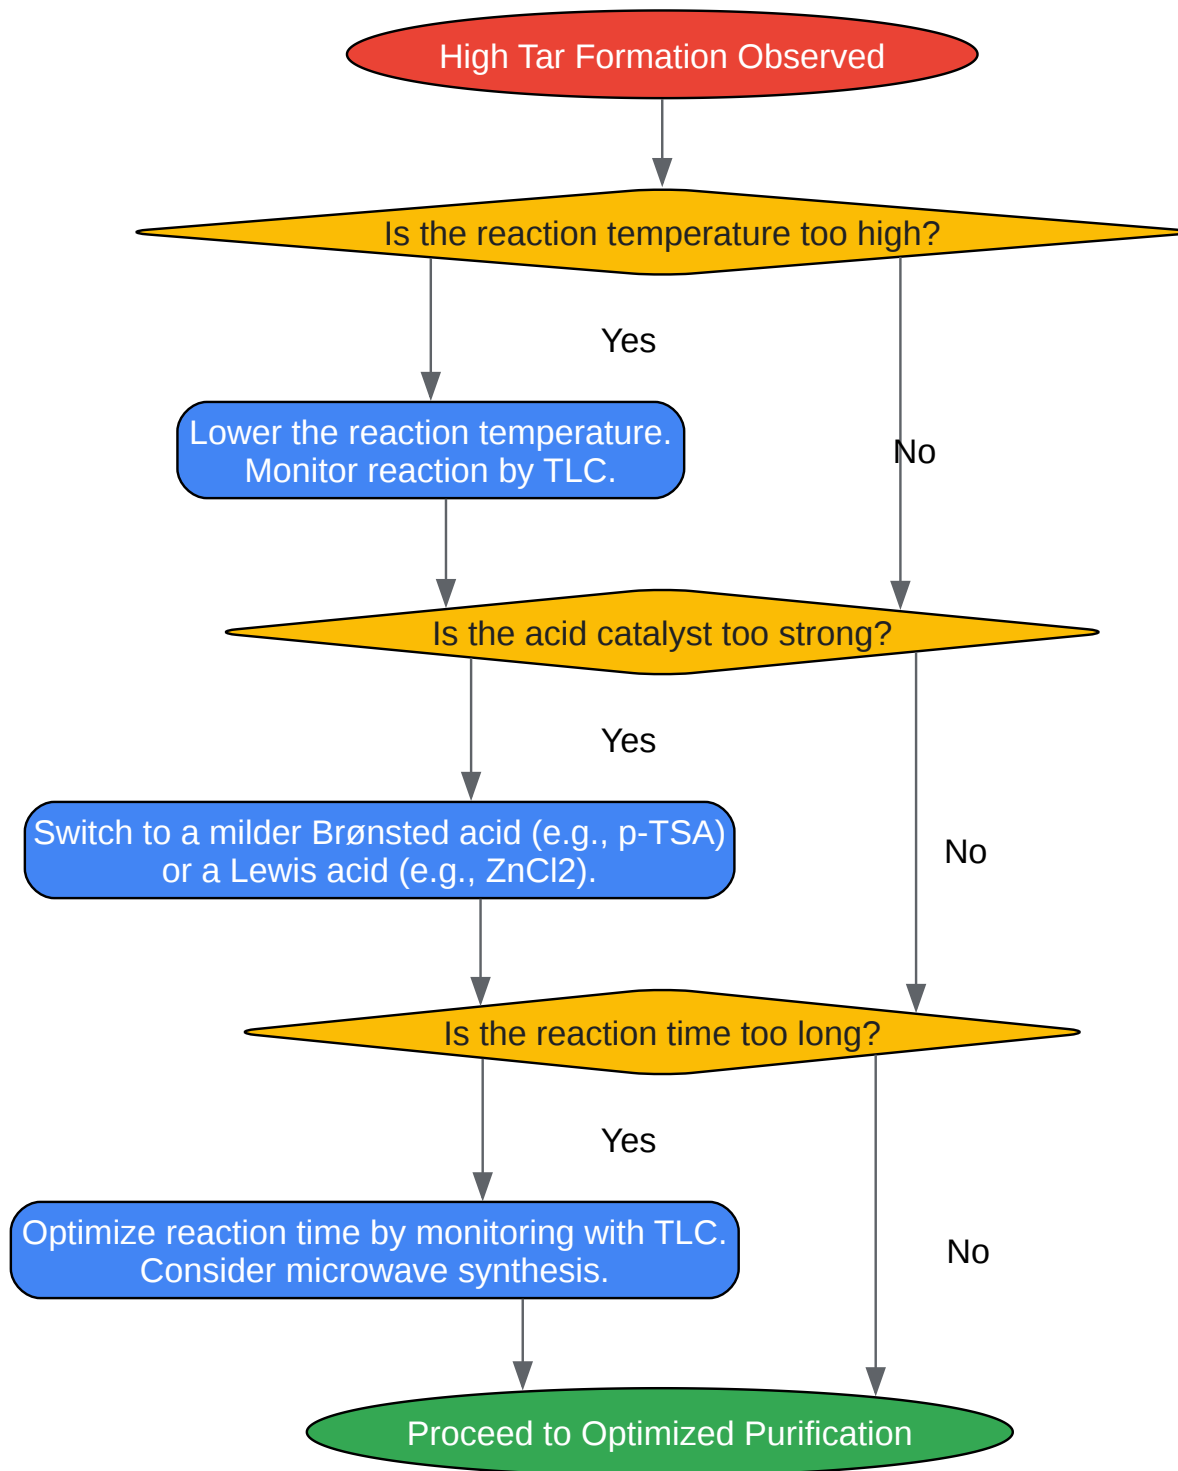 High Tar Formation Observed
Is the reaction temperature too high?
Yes
Lower the reaction temperature.
Monitor reaction by TLC.
No
Is the acid catalyst too strong?
Yes
Switch to a milder Brønsted acid (e.g., p-TSA)
or a Lewis acid (e.g., ZnCl2).
No
Is the reaction time too long?
Yes
Optimize reaction time by monitoring with TLC.
Consider microwave synthesis.
No
Proceed to Optimized Purification